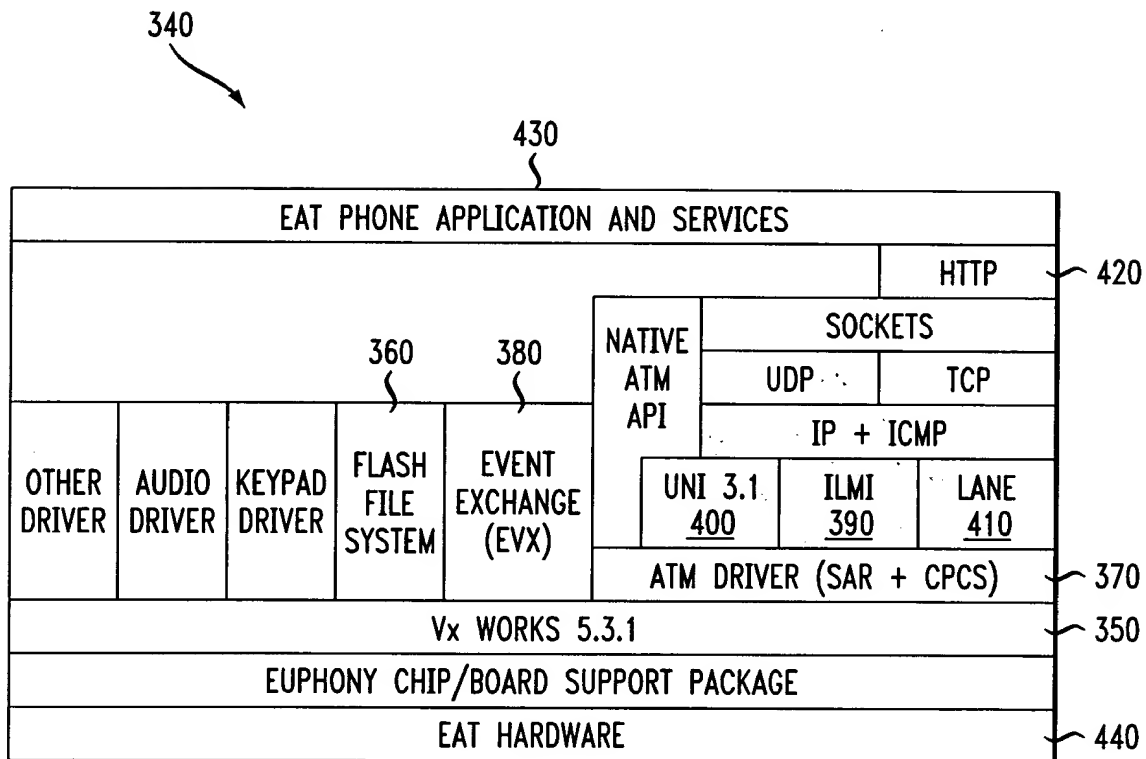 340
430
EAT PHONE APPLICATION AND SERVICES
HTTP
420
SOCKETS
NATIVE
ATM
API
UDP
TCP
360
380
IP + ICMP
OTHER
DRIVER
AUDIO
DRIVER
KEYPAD
DRIVER
FLASH
FILE
SYSTEM
EVENT
EXCHANGE
(EVX)
UNI 3.1
400
ILMI
390
LANE
410
ATM DRIVER (SAR + CPCS)
370
Vx WORKS 5.3.1
350
EUPHONY CHIP/BOARD SUPPORT PACKAGE
EAT HARDWARE
440